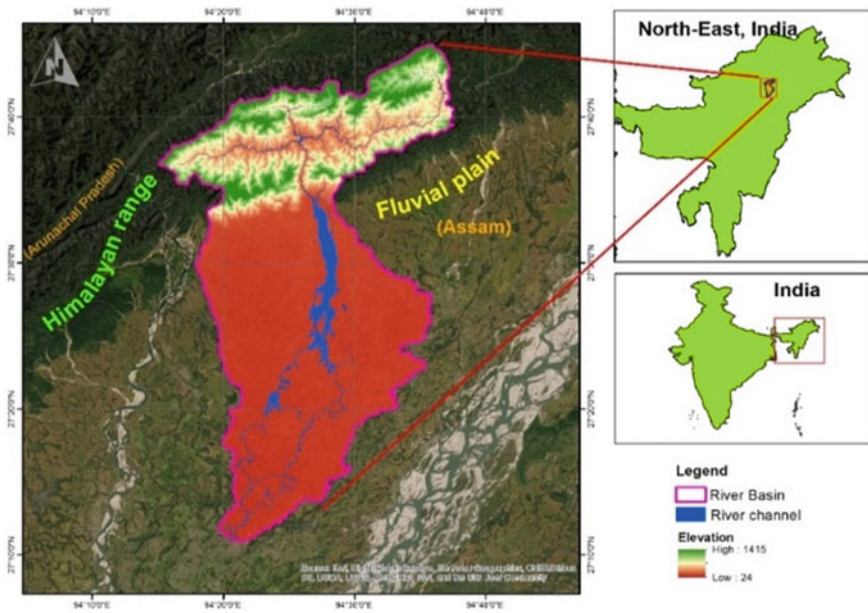 94°10'0"E 94°20'0"E 94°36'0"E 94°48'0"E
N
27°40'0"N
27°30'0"N
27°20'0"N
27°10'0"N
(Arunachal Pradesh)
Himalayan range
Fluvial plain
(Assam)
27°40'0"N
27°30'0"N
27°20'0"N
27°10'0"N
94°10'0"E 94°20'0"E 94°36'0"E 94°48'0"E
North-East, India
India
Legend
River Basin
River channel
Elevation
High : 1415
Low : 24